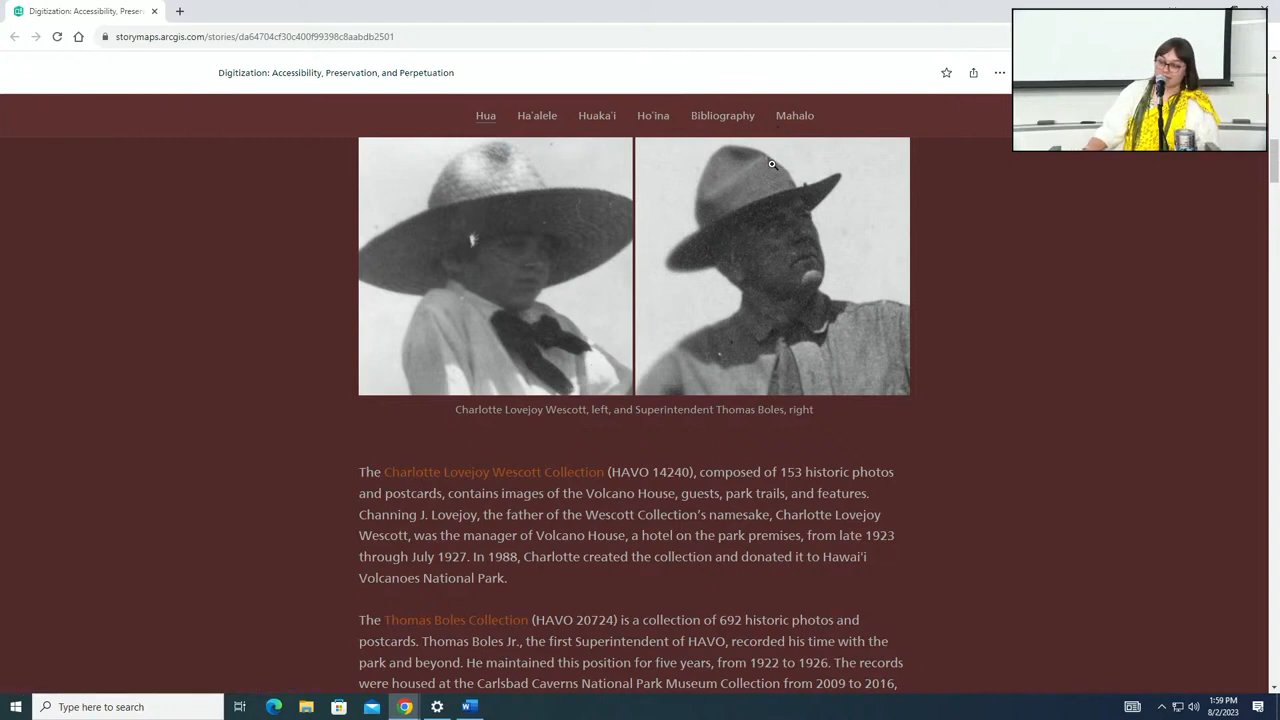 Digitization: Accessibility, Preser
storymaps.arcgis.com/stories/da64704cf30c400f99398c8aabdb2501
Digitization: Accessibility, Preservation, and Perpetuation
Hua Haʻalele Huakaʻi Hoʻina Bibliography Mahalo
Charlotte Lovejoy Wescott, left, and Superintendent Thomas Boles, right
The Charlotte Lovejoy Wescott Collection (HAVO 14240), composed of 153 historic photos
and postcards, contains images of the Volcano House, guests, park trails, and features.
Channing J. Lovejoy, the father of the Wescott Collection’s namesake, Charlotte Lovejoy
Wescott, was the manager of Volcano House, a hotel on the park premises, from late 1923
through July 1927. In 1988, Charlotte created the collection and donated it to Hawaiʻi
Volcanoes National Park.
The Thomas Boles Collection (HAVO 20724) is a collection of 692 historic photos and
postcards. Thomas Boles Jr., the first Superintendent of HAVO, recorded his time with the
park and beyond. He maintained this position for five years, from 1922 to 1926. The records
were housed at the Carlsbad Caverns National Park Museum Collection from 2009 to 2016,
Type here to search
1:59 PM
8/2/2023